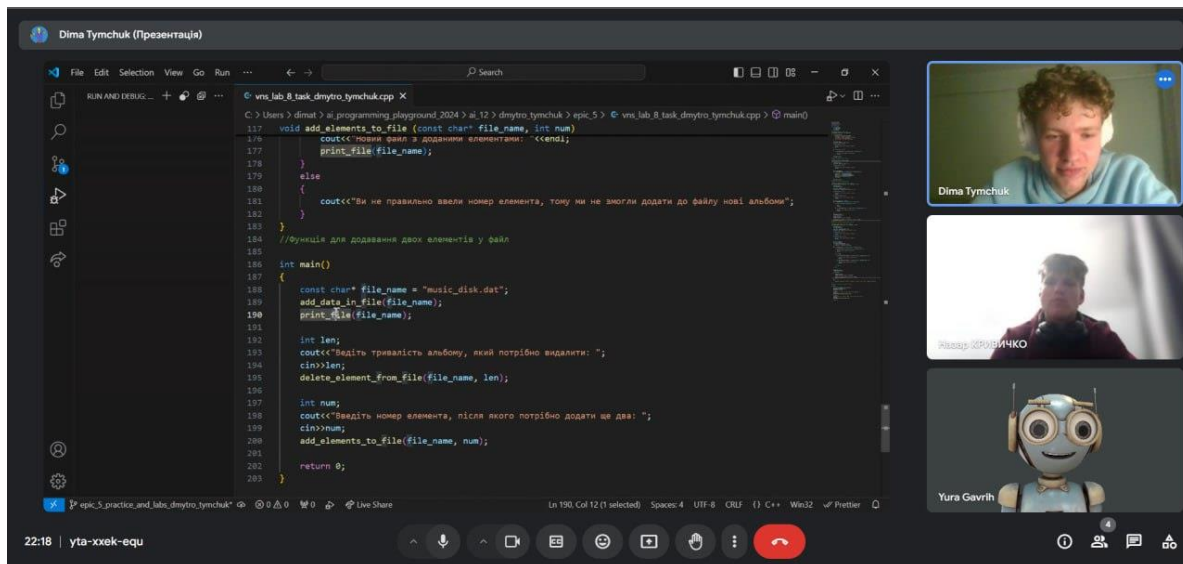 Dima Tymchuk (Презентація)
File Edit Selection View Go Run ··· Search
RUN AND DEBUG: ... vns_lab_8_task_dmytro_tymchuk.cpp
C: > Users > dimat > ai_programming_playground_2024 > ai_12 > dmytro_tymchuk > epic_5 > vns_lab_8_task_dmytro_tymchuk.cpp > main()
117 void add_elements_to_file (const char* file_name, int num)
176 cout<<"Новий файл з доданими елементами: "<<endl;
177 print_file(file_name);
178 }
179 else
180 {
181 cout<<"Ви не правильно ввели номер елемента, тому ми не змогли додати до файлу нові альбоми";
182 }
183 }
184 //Функція для додавання двох елементів у файл
185
186 int main()
187 {
188 const char* file_name = "music_disk.dat";
189 add_data_in_file(file_name);
190 print_file(file_name);
191
192 int len;
193 cout<<"Ведіть тривалість альбому, який потрібно видалити: ";
194 cin>>len;
195 delete_element_from_file(file_name, len);
196
197 int num;
198 cout<<"Введіть номер елемента, після якого потрібно додати ще два: ";
199 cin>>num;
200 add_elements_to_file(file_name, num);
201
202 return 0;
203 }
epic_5_practice_and_labs_dmytro_tymchuk* 0 0 0 Live Share Ln 190, Col 12 (1 selected) Spaces: 4 UTF-8 CRLF {} C++ Win32 Prettier
Dima Tymchuk
Назар КРИВИЧКО
Yura Gavrih
22:18 | yta-xxek-equ
4